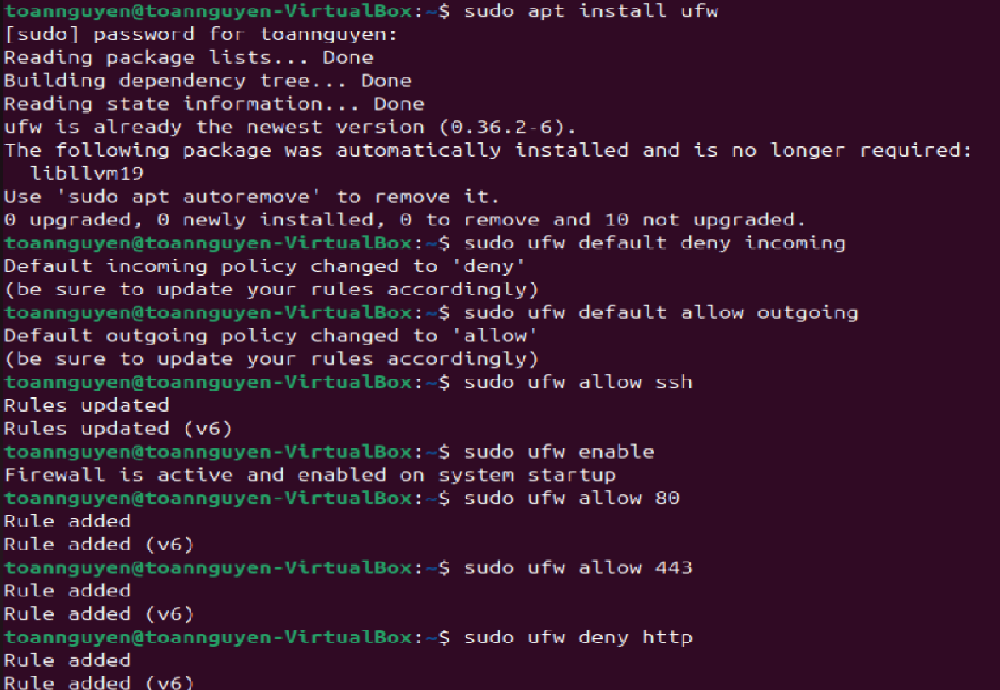 toannguyen@toannguyen-VirtualBox:~$ sudo apt install ufw
[sudo] password for toannguyen:
Reading package lists... Done
Building dependency tree... Done
Reading state information... Done
ufw is already the newest version (0.36.2-6).
The following package was automatically installed and is no longer required:
  libllvm19
Use 'sudo apt autoremove' to remove it.
0 upgraded, 0 newly installed, 0 to remove and 10 not upgraded.
toannguyen@toannguyen-VirtualBox:~$ sudo ufw default deny incoming
Default incoming policy changed to 'deny'
(be sure to update your rules accordingly)
toannguyen@toannguyen-VirtualBox:~$ sudo ufw default allow outgoing
Default outgoing policy changed to 'allow'
(be sure to update your rules accordingly)
toannguyen@toannguyen-VirtualBox:~$ sudo ufw allow ssh
Rules updated
Rules updated (v6)
toannguyen@toannguyen-VirtualBox:~$ sudo ufw enable
Firewall is active and enabled on system startup
toannguyen@toannguyen-VirtualBox:~$ sudo ufw allow 80
Rule added
Rule added (v6)
toannguyen@toannguyen-VirtualBox:~$ sudo ufw allow 443
Rule added
Rule added (v6)
toannguyen@toannguyen-VirtualBox:~$ sudo ufw deny http
Rule added
Rule added (v6)